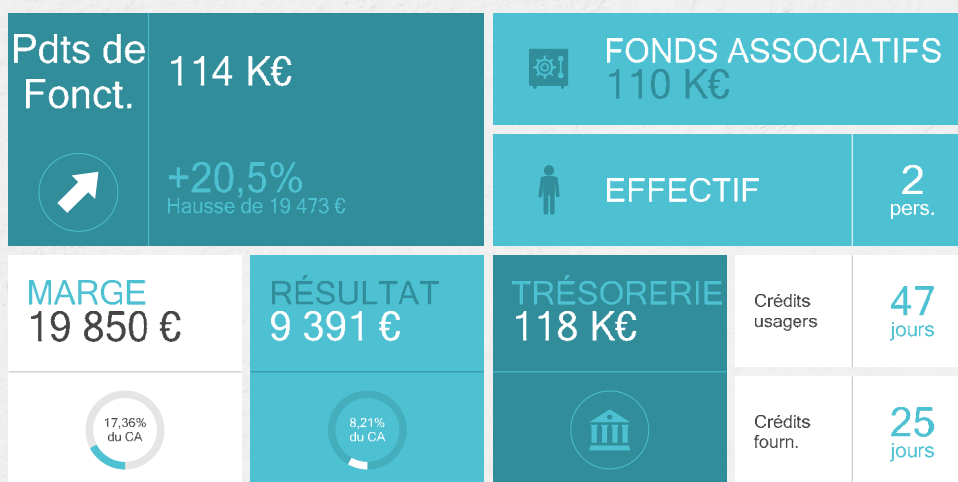 Pdts de
Fonct.
114 K€
+20,5%
Hausse de 19 473 €
FONDS ASSOCIATIFS
110 K€
EFFECTIF
2
pers.
MARGE
19 850 €
17,36%
du CA
RÉSULTAT
9 391 €
8,21%
du CA
TRÉSORERIE
118 K€
Crédits
usagers
47
jours
Crédits
fourn.
25
jours